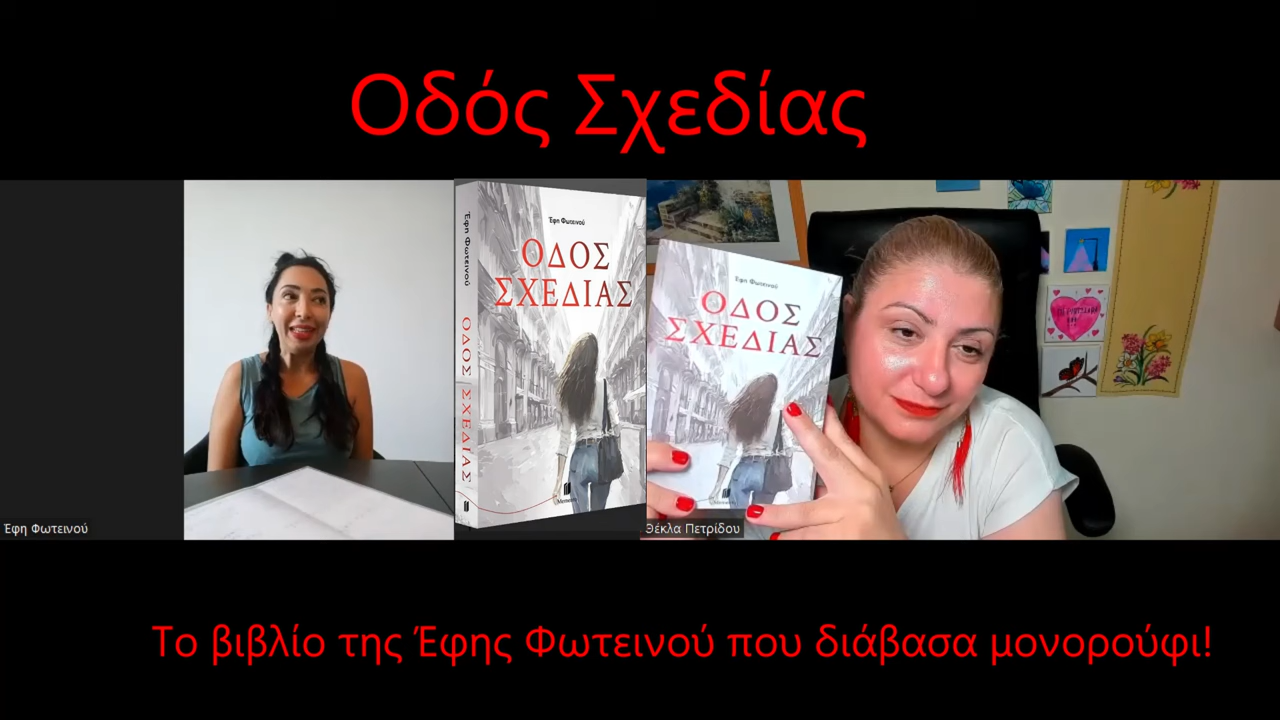 Οδός Σχεδίας
Έφη Φωτεινού
ΟΔΟΣ ΣΧΕΔΙΑΣ
Έφη Φωτεινού
ΟΔΟΣ
ΣΧΕΔΙΑΣ
Έφη Φωτεινού
ΟΔΟΣ
ΣΧΕΔΙΑΣ
Έφη Φωτεινού
Θέκλα Πετρίδου
Το βιβλίο της Έφης Φωτεινού που διάβασα μονορούφι!